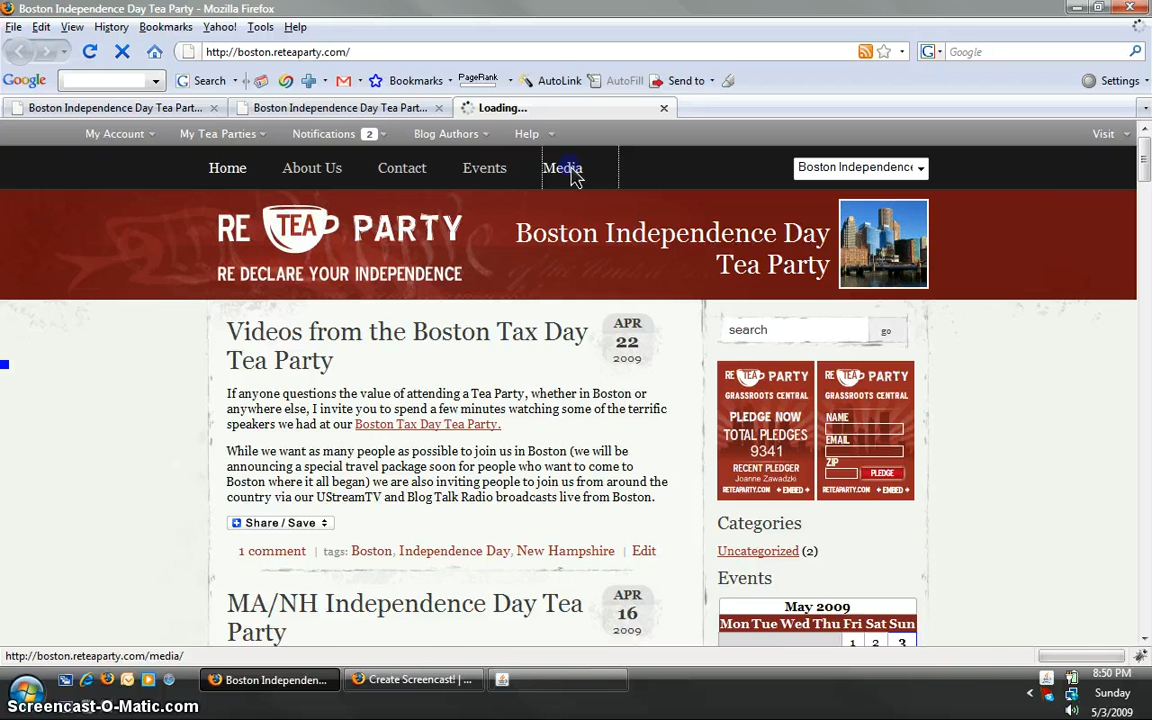 Boston Independence Day Tea Party - Mozilla Firefox
File Edit View History Bookmarks Yahoo! Tools Help
http://boston.reteaparty.com/
G Google
Google Search Bookmarks PageRank AutoLink AutoFill Send to Settings
Boston Independence Day Tea Part... Boston Independence Day Tea Part... Loading...
My Account My Tea Parties Notifications 2 Blog Authors Help Visit
Home About Us Contact Events Media Boston Independenc
RE TEA PARTY
RE DECLARE YOUR INDEPENDENCE
Boston Independence Day
Tea Party
Videos from the Boston Tax Day
Tea Party
APR
22
2009
If anyone questions the value of attending a Tea Party, whether in Boston or
anywhere else, I invite you to spend a few minutes watching some of the terrific
speakers we had at our Boston Tax Day Tea Party.
While we want as many people as possible to join us in Boston (we will be
announcing a special travel package soon for people who want to come to
Boston where it all began) we are also inviting people to join us from around the
country via our UStreamTV and Blog Talk Radio broadcasts live from Boston.
Share / Save
1 comment | tags: Boston, Independence Day, New Hampshire | Edit
MA/NH Independence Day Tea
Party
APR
16
2009
search go
RE TEA PARTY
GRASSROOTS CENTRAL
PLEDGE NOW
TOTAL PLEDGES
9341
RECENT PLEDGER
Joanne Zawadzki
RETEAPARTY.COM + EMBED
RE TEA PARTY
GRASSROOTS CENTRAL
NAME
EMAIL
ZIP
PLEDGE
RETEAPARTY.COM + EMBED
Categories
Uncategorized (2)
Events
May 2009
Mon Tue Wed Thu Fri Sat Sun
1 2 3
http://boston.reteaparty.com/media/
Boston Independen... Create Screencast! | ...
8:50 PM
Sunday
5/3/2009
Screencast-O-Matic.com